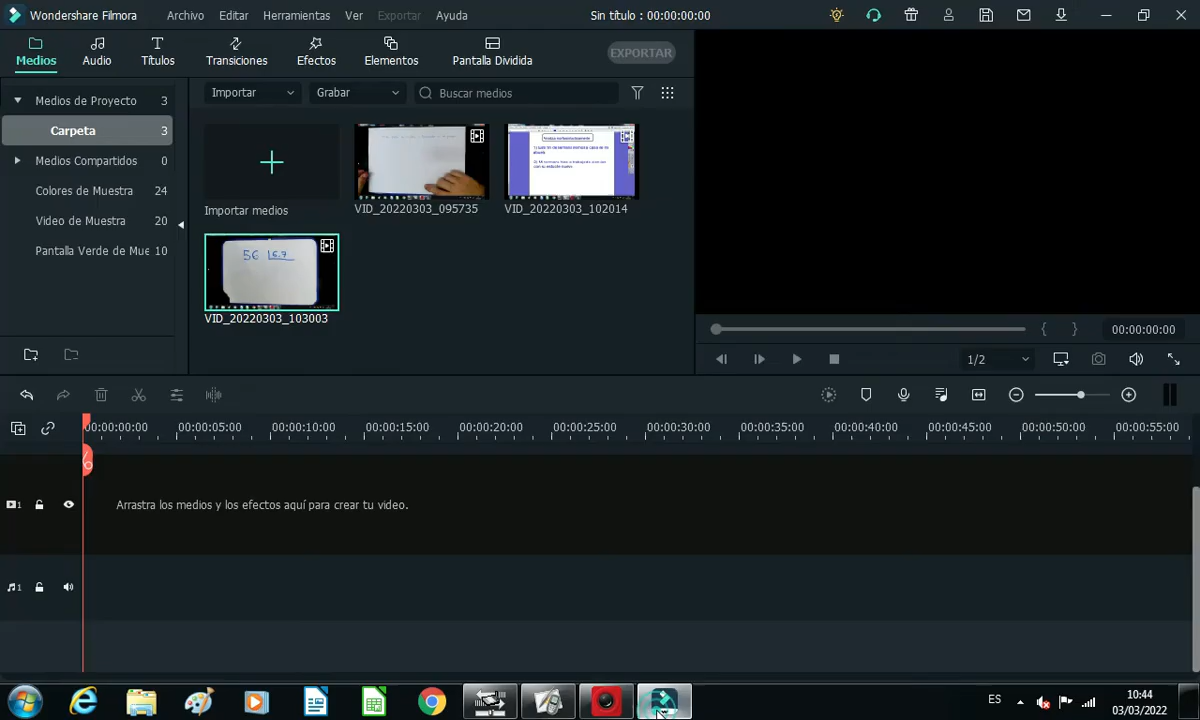 Wondershare Filmora
Archivo
Editar
Herramientas
Ver
Exportar
Ayuda
Sin título : 00:00:00:00
Medios
Audio
Títulos
Transiciones
Efectos
Elementos
Pantalla Dividida
EXPORTAR
Medios de Proyecto 3
Carpeta 3
Medios Compartidos 0
Colores de Muestra 24
Video de Muestra 20
Pantalla Verde de Mue 10
Importar
Grabar
Buscar medios
Importar medios
VID_20220303_095735
VID_20220303_102014
56 6.7
VID_20220303_103003
00:00:00:00
1/2
00:00:00:00
00:00:05:00
00:00:10:00
00:00:15:00
00:00:20:00
00:00:25:00
00:00:30:00
00:00:35:00
00:00:40:00
00:00:45:00
00:00:50:00
00:00:55:00
1
Arrastra los medios y los efectos aquí para crear tu video.
1
ES
10:44
03/03/2022